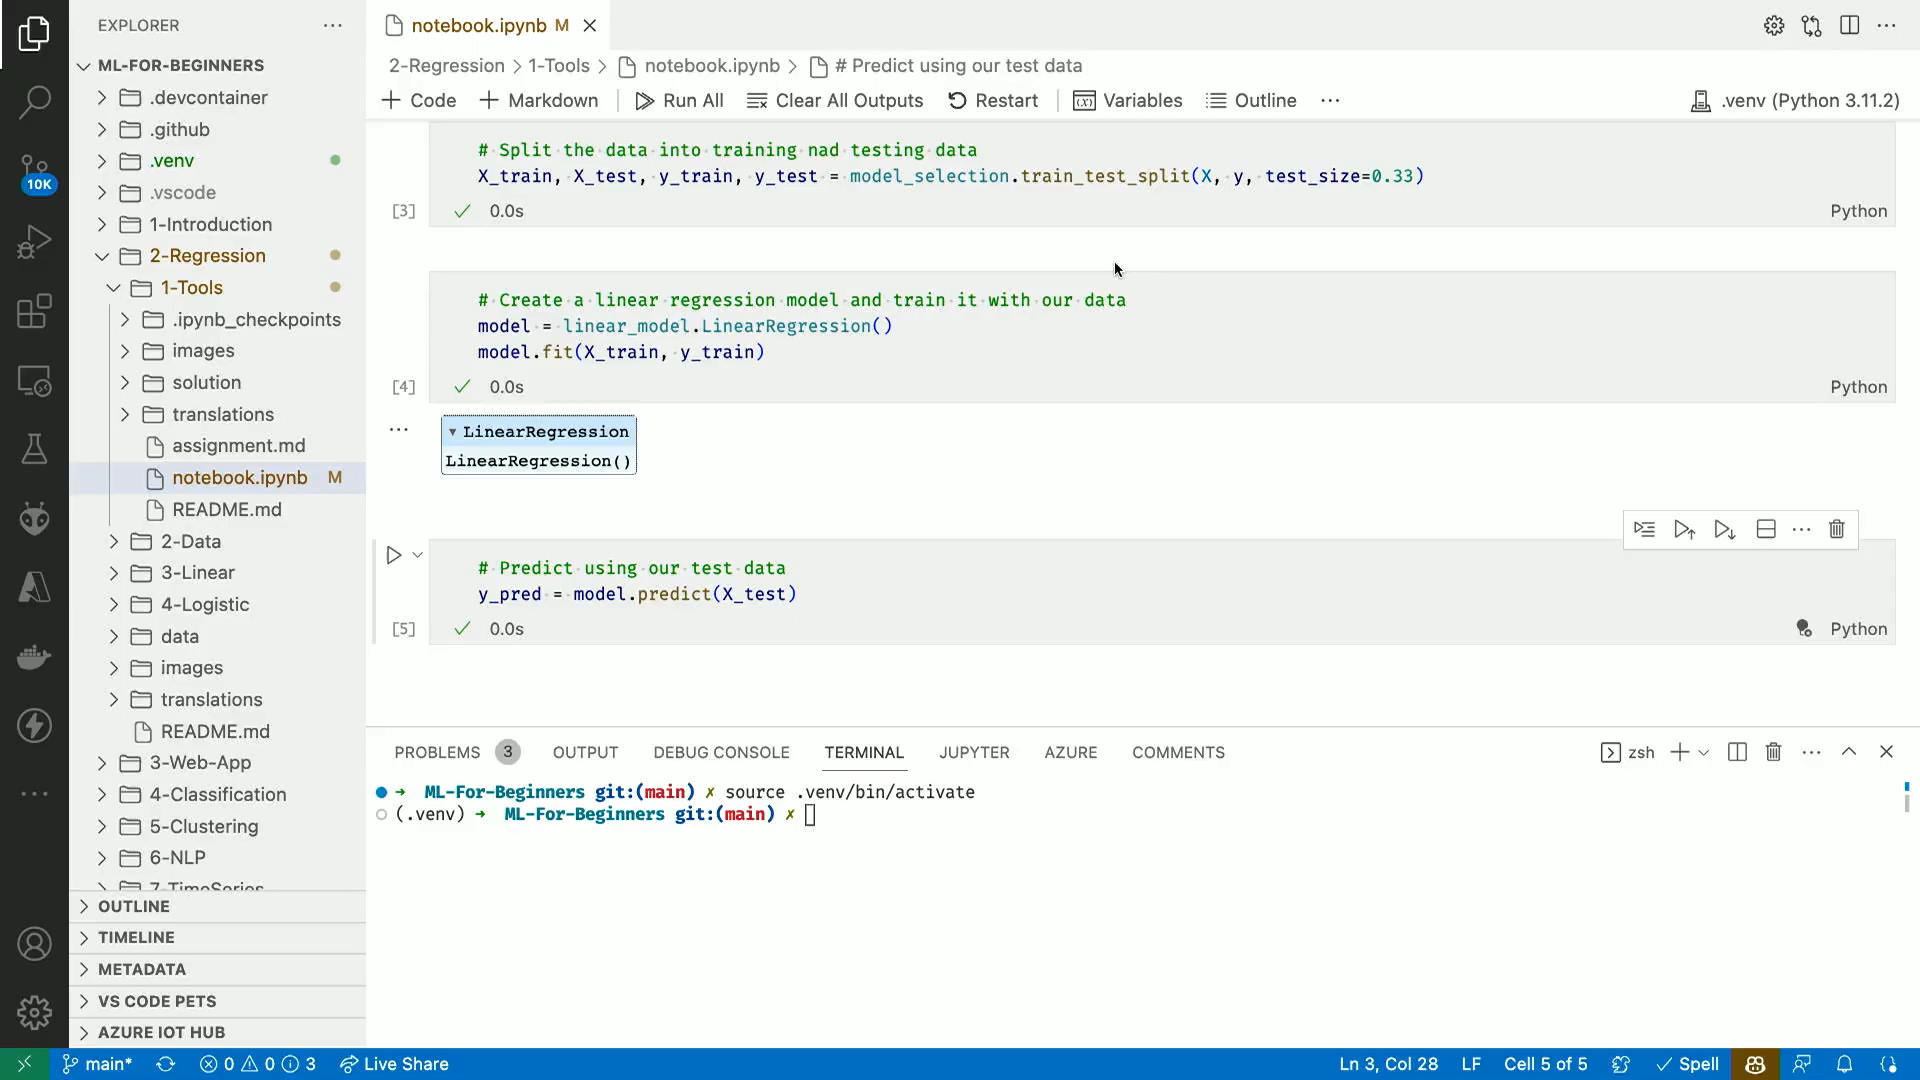 EXPLORER
notebook.ipynb M
ML-FOR-BEGINNERS
.devcontainer
.github
.venv
.vscode
1-Introduction
2-Regression
1-Tools
.ipynb_checkpoints
images
solution
translations
assignment.md
notebook.ipynb M
README.md
2-Data
3-Linear
4-Logistic
data
images
translations
README.md
3-Web-App
4-Classification
5-Clustering
6-NLP
7-TimeSeries
OUTLINE
TIMELINE
METADATA
VS CODE PETS
AZURE IOT HUB
10K
2-Regression > 1-Tools > notebook.ipynb > # Predict using our test data
+ Code + Markdown Run All Clear All Outputs Restart Variables Outline ... .venv (Python 3.11.2)
# Split the data into training nad testing data
X_train, X_test, y_train, y_test = model_selection.train_test_split(X, y, test_size=0.33)
[3] 0.0s Python
# Create a linear regression model and train it with our data
model = linear_model.LinearRegression()
model.fit(X_train, y_train)
[4] 0.0s Python
LinearRegression
LinearRegression()
# Predict using our test data
y_pred = model.predict(X_test)
[5] 0.0s Python
PROBLEMS 3 OUTPUT DEBUG CONSOLE TERMINAL JUPYTER AZURE COMMENTS zsh
➜ ML-For-Beginners git:(main) ✗ source .venv/bin/activate
(.venv) ➜ ML-For-Beginners git:(main) ✗
main* 0 0 3 Live Share Ln 3, Col 28 LF Cell 5 of 5 Spell